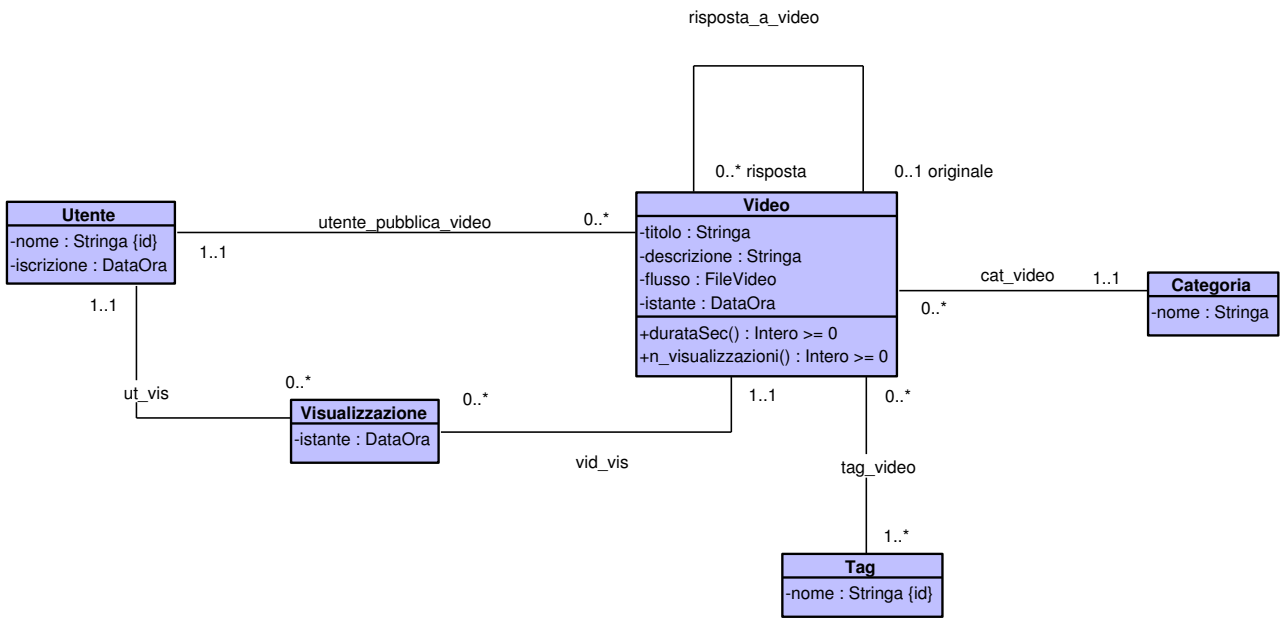 risposta_a_video
0..* risposta
0..1 originale
Utente
-nome : Stringa {id}
-iscrizione : DataOra
1..1
utente_pubblica_video
0..*
Video
-titolo : Stringa
-descrizione : Stringa
-flusso : FileVideo
-istante : DataOra
+durataSec() : Intero >= 0
+n_visualizzazioni() : Intero >= 0
cat_video
1..1
0..*
Categoria
-nome : Stringa
1..1
ut_vis
0..*
Visualizzazione
-istante : DataOra
0..*
vid_vis
1..1
0..*
tag_video
1..*
Tag
-nome : Stringa {id}